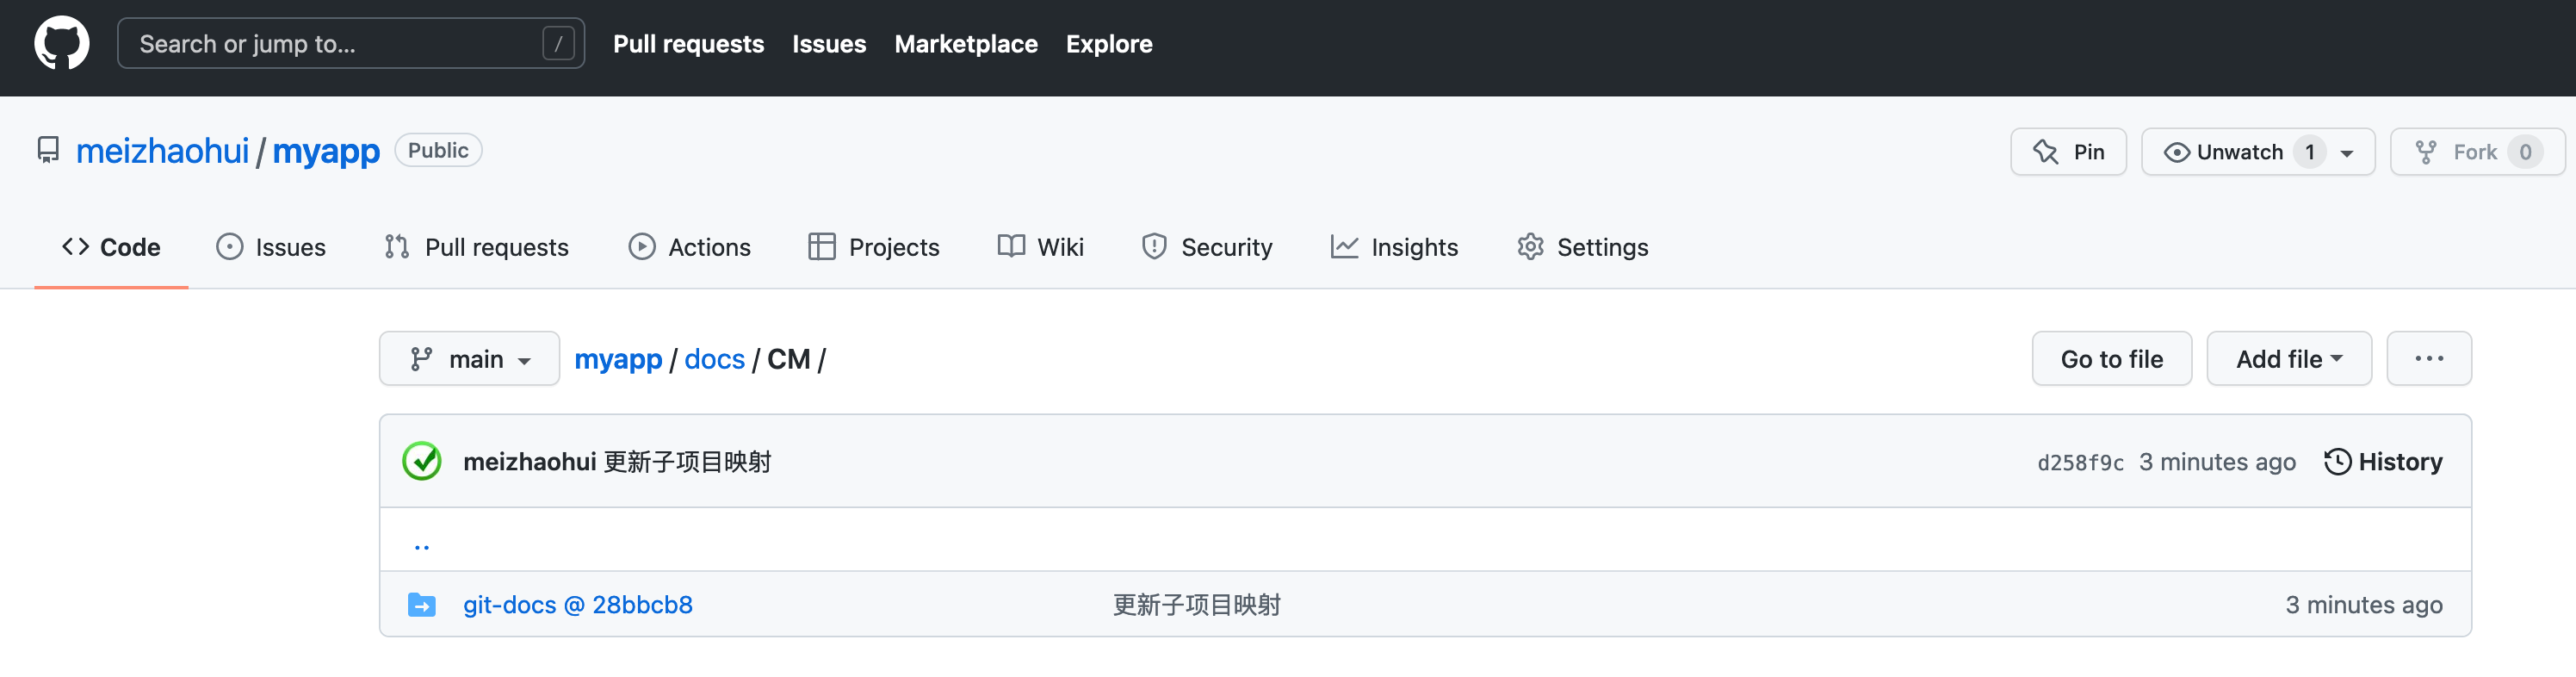 Search or jump to... / Pull requests Issues Marketplace Explore
meizhaohui / myapp Public Pin Unwatch 1 Fork 0
Code Issues Pull requests Actions Projects Wiki Security Insights Settings
main myapp / docs / CM / Go to file Add file ...
meizhaohui 更新子项目映射 d258f9c 3 minutes ago History
..
git-docs @ 28bbcb8 更新子项目映射 3 minutes ago